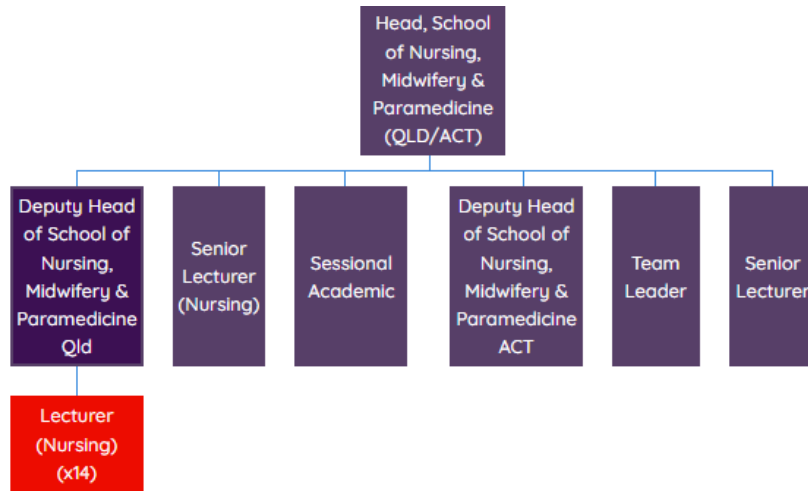 Head, School
of Nursing,
Midwifery &
Paramedicine
(QLD/ACT)
Deputy Head
of School of
Nursing,
Midwifery &
Paramedicine
Qld
Senior
Lecturer
(Nursing)
Sessional
Academic
Deputy Head
of School of
Nursing,
Midwifery &
Paramedicine
ACT
Team
Leader
Senior
Lecturer
Lecturer
(Nursing)
(x14)